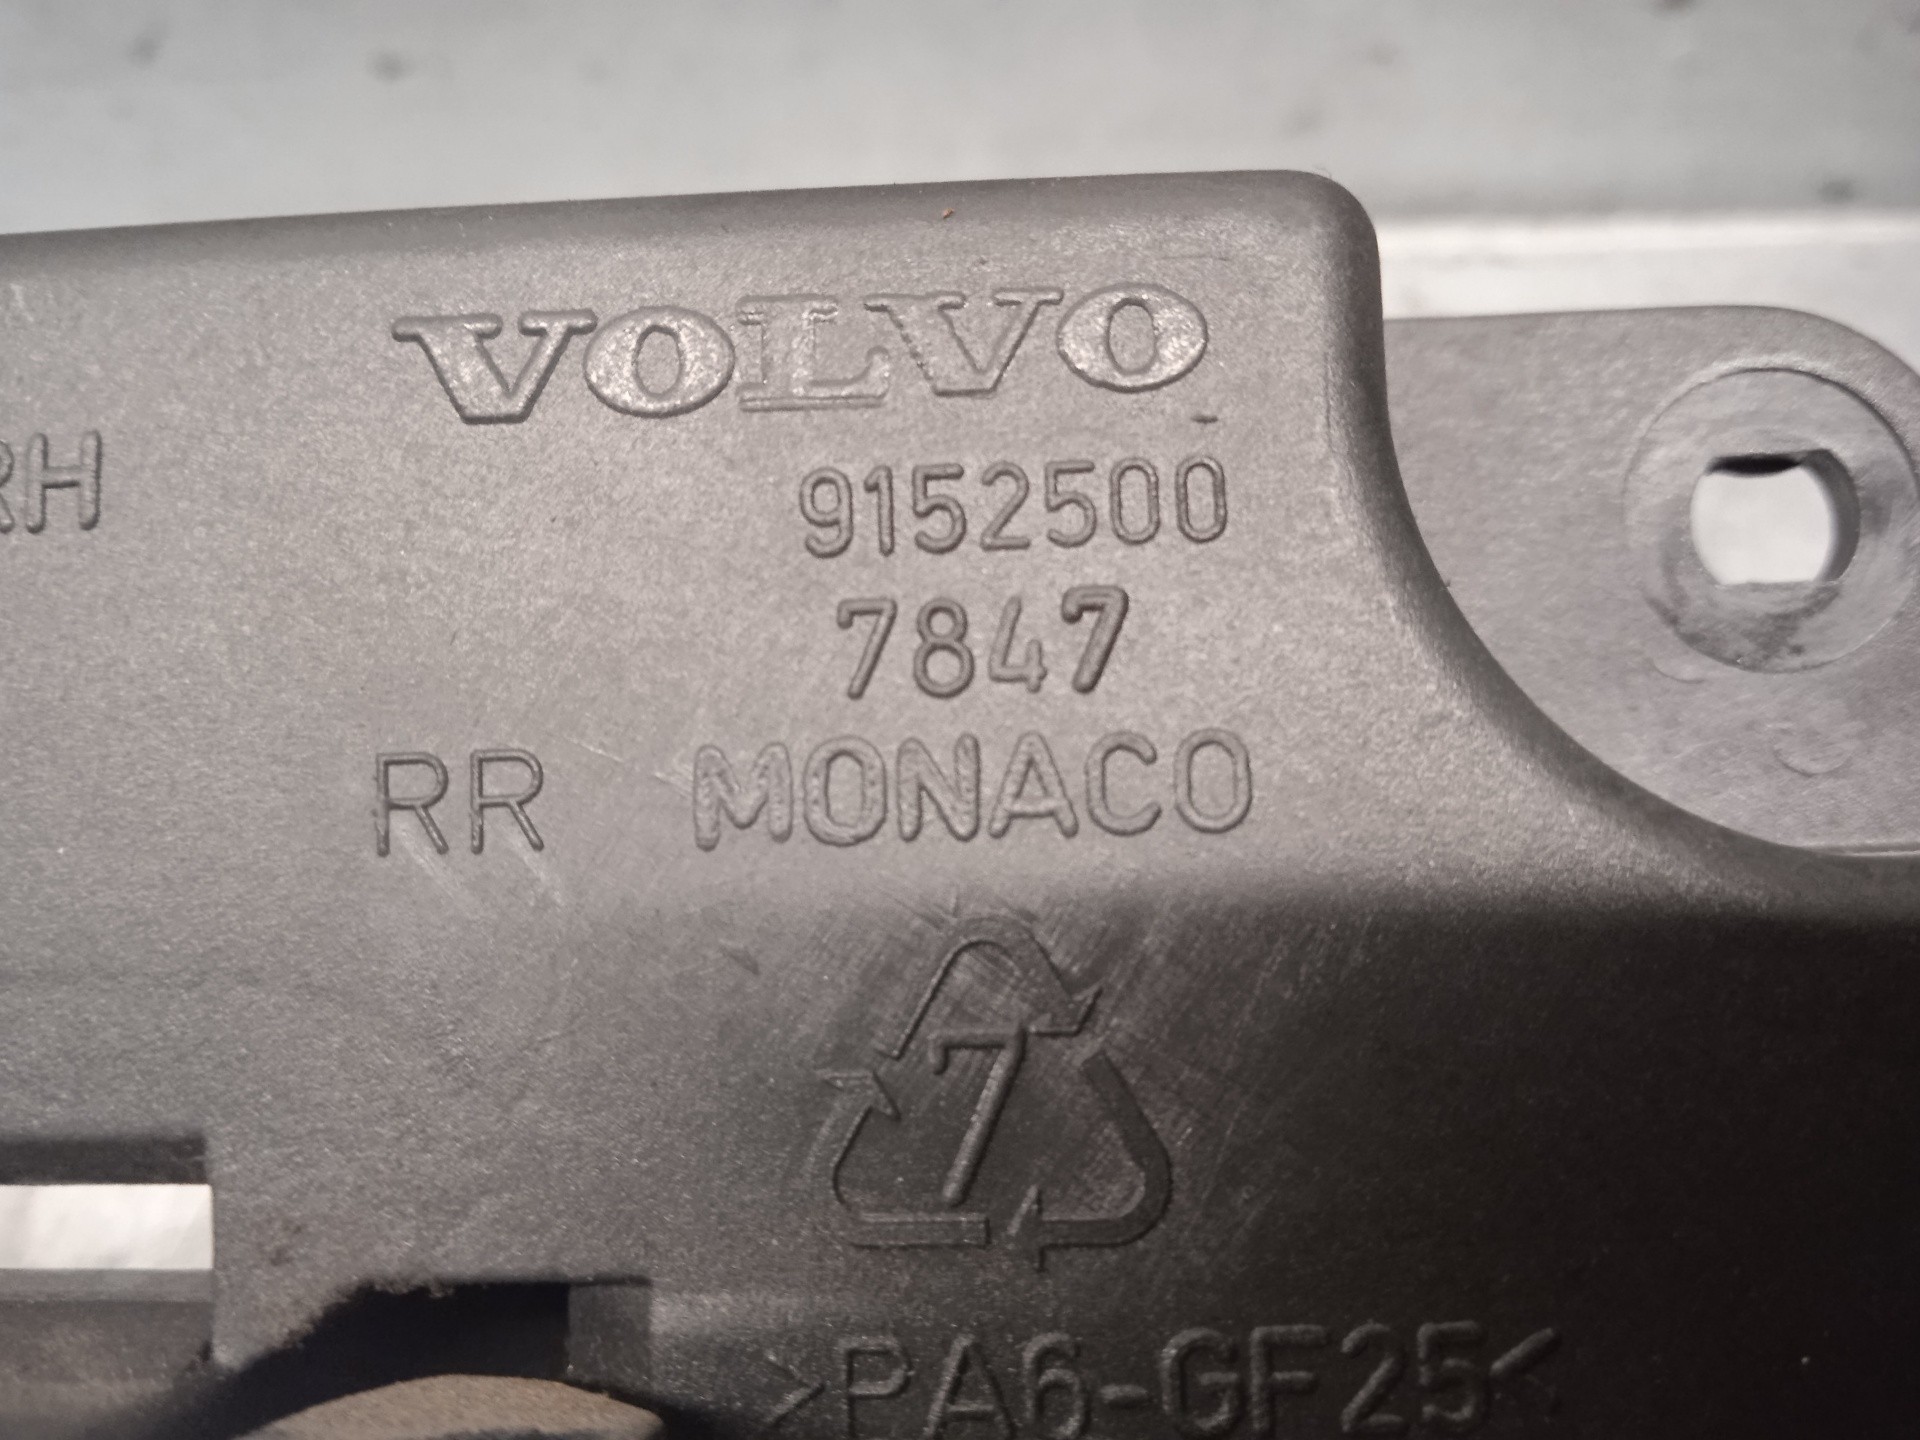 VOLVO
RH
9152500
7847
RR MONACO
7
>PA6-GF25<